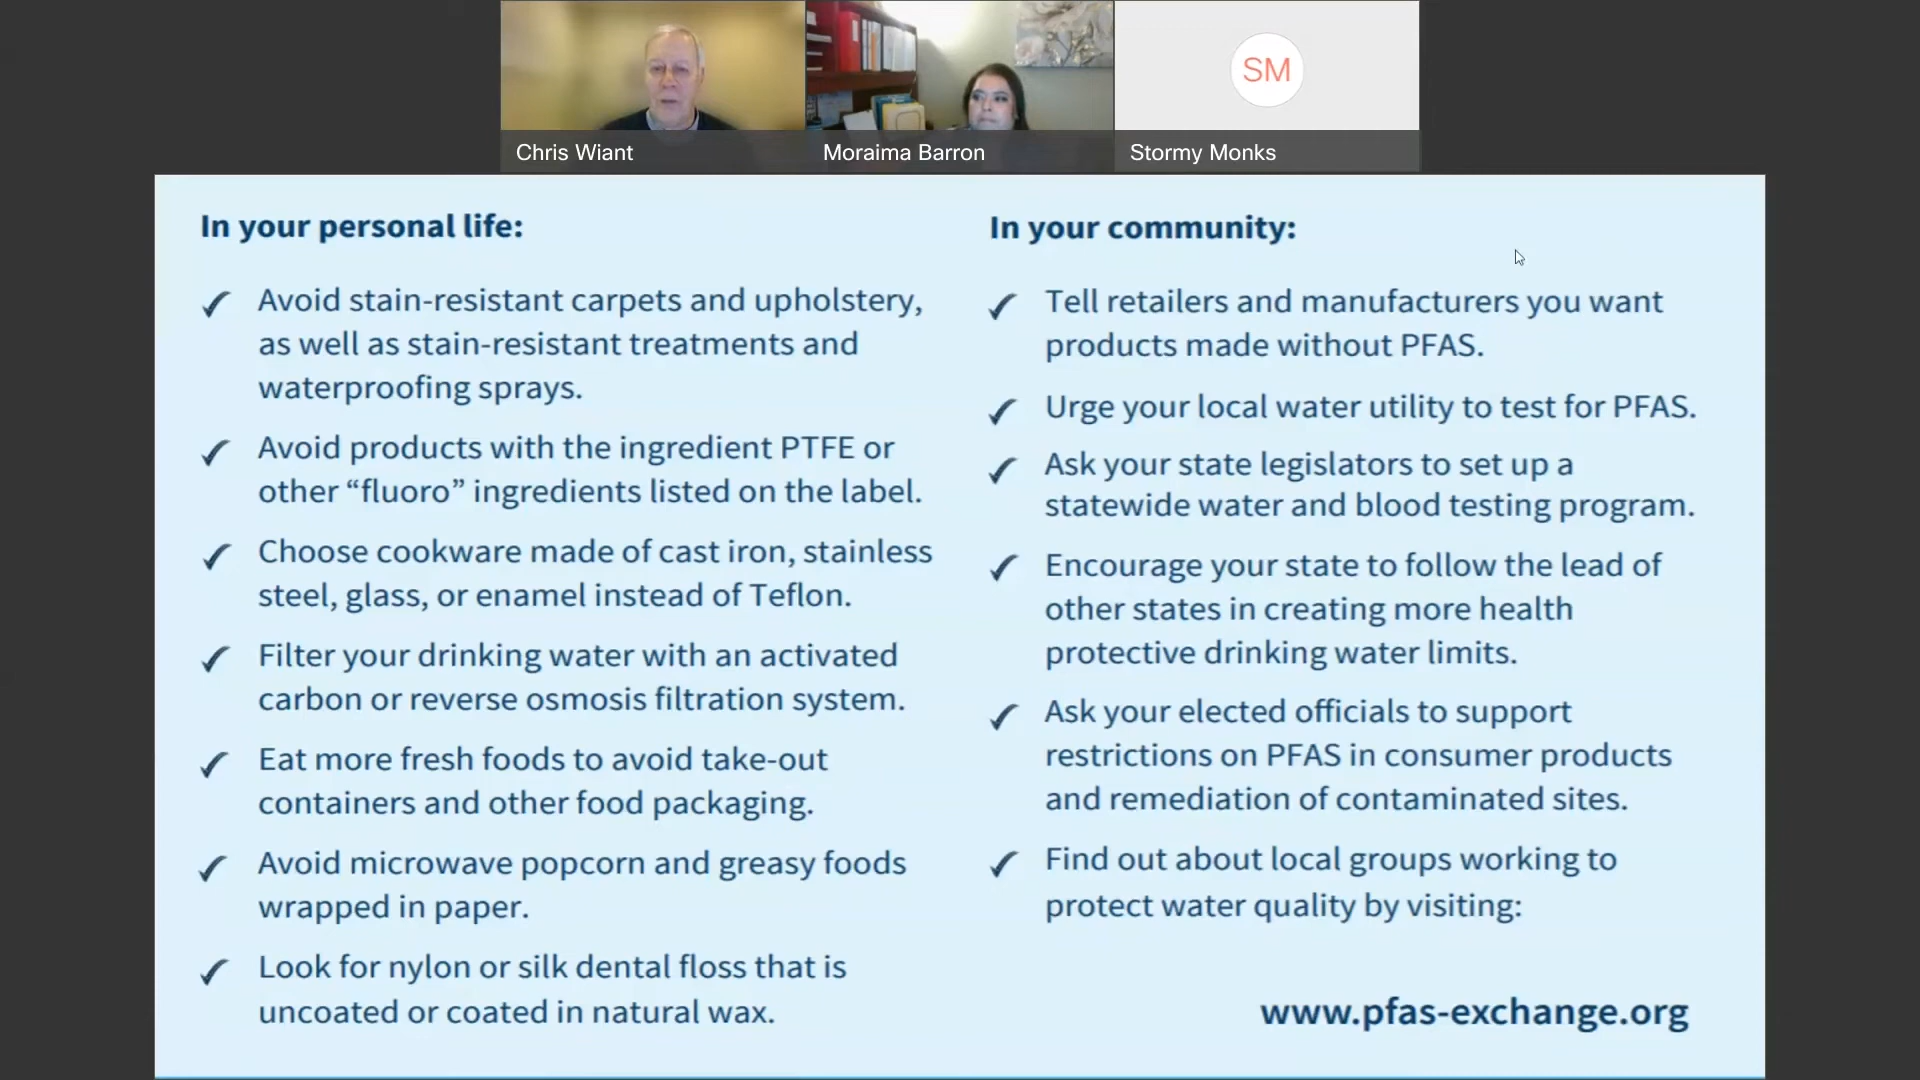 Chris Wiant
Moraima Barron
SM
Stormy Monks
In your personal life:
Avoid stain-resistant carpets and upholstery,
as well as stain-resistant treatments and
waterproofing sprays.
Avoid products with the ingredient PTFE or
other “fluoro” ingredients listed on the label.
Choose cookware made of cast iron, stainless
steel, glass, or enamel instead of Teflon.
Filter your drinking water with an activated
carbon or reverse osmosis filtration system.
Eat more fresh foods to avoid take-out
containers and other food packaging.
Avoid microwave popcorn and greasy foods
wrapped in paper.
Look for nylon or silk dental floss that is
uncoated or coated in natural wax.
In your community:
Tell retailers and manufacturers you want
products made without PFAS.
Urge your local water utility to test for PFAS.
Ask your state legislators to set up a
statewide water and blood testing program.
Encourage your state to follow the lead of
other states in creating more health
protective drinking water limits.
Ask your elected officials to support
restrictions on PFAS in consumer products
and remediation of contaminated sites.
Find out about local groups working to
protect water quality by visiting:
www.pfas-exchange.org